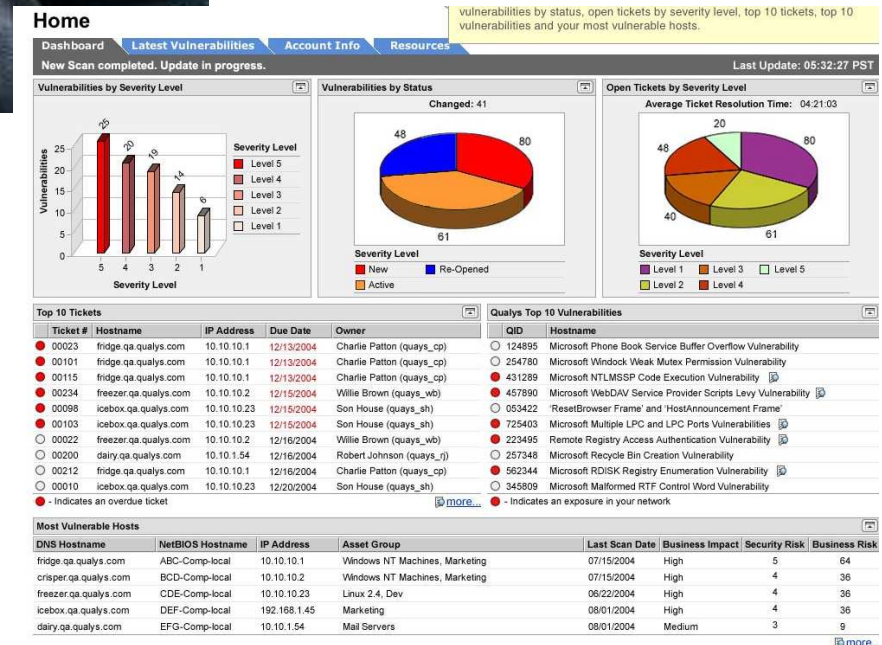 vulnerabilities by status, open tickets by severity level, top 10 tickets, top 10
vulnerabilities and your most vulnerable hosts.
Home
Dashboard Latest Vulnerabilities Account Info Resources
New Scan completed. Update in progress. Last Update: 05:32:27 PST
Vulnerabilities by Severity Level
25
20
19
14
6
Vulnerabilities
25
20
15
10
5
0
5 4 3 2 1
Severity Level
Severity Level
Level 5
Level 4
Level 3
Level 2
Level 1
Vulnerabilities by Status
Changed: 41
48
80
61
Severity Level
New Re-Opened
Active
Open Tickets by Severity Level
Average Ticket Resolution Time: 04:21:03
20
48
80
40
61
Severity Level
Level 1 Level 3 Level 5
Level 2 Level 4
Top 10 Tickets
Ticket # Hostname IP Address Due Date Owner
00023 fridge.qa.qualys.com 10.10.10.1 12/13/2004 Charlie Patton (quays_cp)
00101 fridge.qa.qualys.com 10.10.10.1 12/13/2004 Charlie Patton (quays_cp)
00115 fridge.qa.qualys.com 10.10.10.1 12/13/2004 Charlie Patton (quays_cp)
00234 freezer.qa.qualys.com 10.10.10.2 12/15/2004 Willie Brown (quays_wb)
00098 icebox.qa.qualys.com 10.10.10.23 12/15/2004 Son House (quays_sh)
00103 icebox.qa.qualys.com 10.10.10.23 12/15/2004 Son House (quays_sh)
00022 freezer.qa.qualys.com 10.10.10.2 12/16/2004 Willie Brown (quays_wb)
00200 dairy.qa.qualys.com 10.10.1.54 12/16/2004 Robert Johnson (quays_rj)
00212 fridge.qa.qualys.com 10.10.10.1 12/16/2004 Charlie Patton (quays_cp)
00010 icebox.qa.qualys.com 10.10.10.23 12/20/2004 Son House (quays_sh)
- Indicates an overdue ticket more...
Qualys Top 10 Vulnerabilities
QID Hostname
124895 Microsoft Phone Book Service Buffer Overflow Vulnerability
254780 Microsoft Windock Weak Mutex Permission Vulnerability
431289 Microsoft NTLMSSP Code Execution Vulnerability
457890 Microsoft WebDAV Service Provider Scripts Levy Vulnerability
053422 'ResetBrowser Frame' and 'HostAnnouncement Frame'
725403 Microsoft Multiple LPC and LPC Ports Vulnerabilities
223495 Remote Registry Access Authentication Vulnerability
257348 Microsoft Recycle Bin Creation Vulnerability
562344 Microsoft RDISK Registry Enumeration Vulnerability
345809 Microsoft Malformed RTF Control Word Vulnerability
- Indicates an exposure in your network
Most Vulnerable Hosts
DNS Hostname NetBIOS Hostname IP Address Asset Group Last Scan Date Business Impact Security Risk Business Risk
fridge.qa.qualys.com ABC-Comp-local 10.10.10.1 Windows NT Machines, Marketing 07/15/2004 High 5 64
crisper.qa.qualys.com BCD-Comp-local 10.10.10.2 Windows NT Machines, Marketing 07/15/2004 High 4 36
freezer.qa.qualys.com CDE-Comp-local 10.10.10.23 Linux 2.4, Dev 06/22/2004 High 4 36
icebox.qa.qualys.com DEF-Comp-local 192.168.1.45 Marketing 08/01/2004 High 4 36
dairy.qa.qualys.com EFG-Comp-local 10.10.1.54 Mail Servers 08/01/2004 Medium 3 9
more